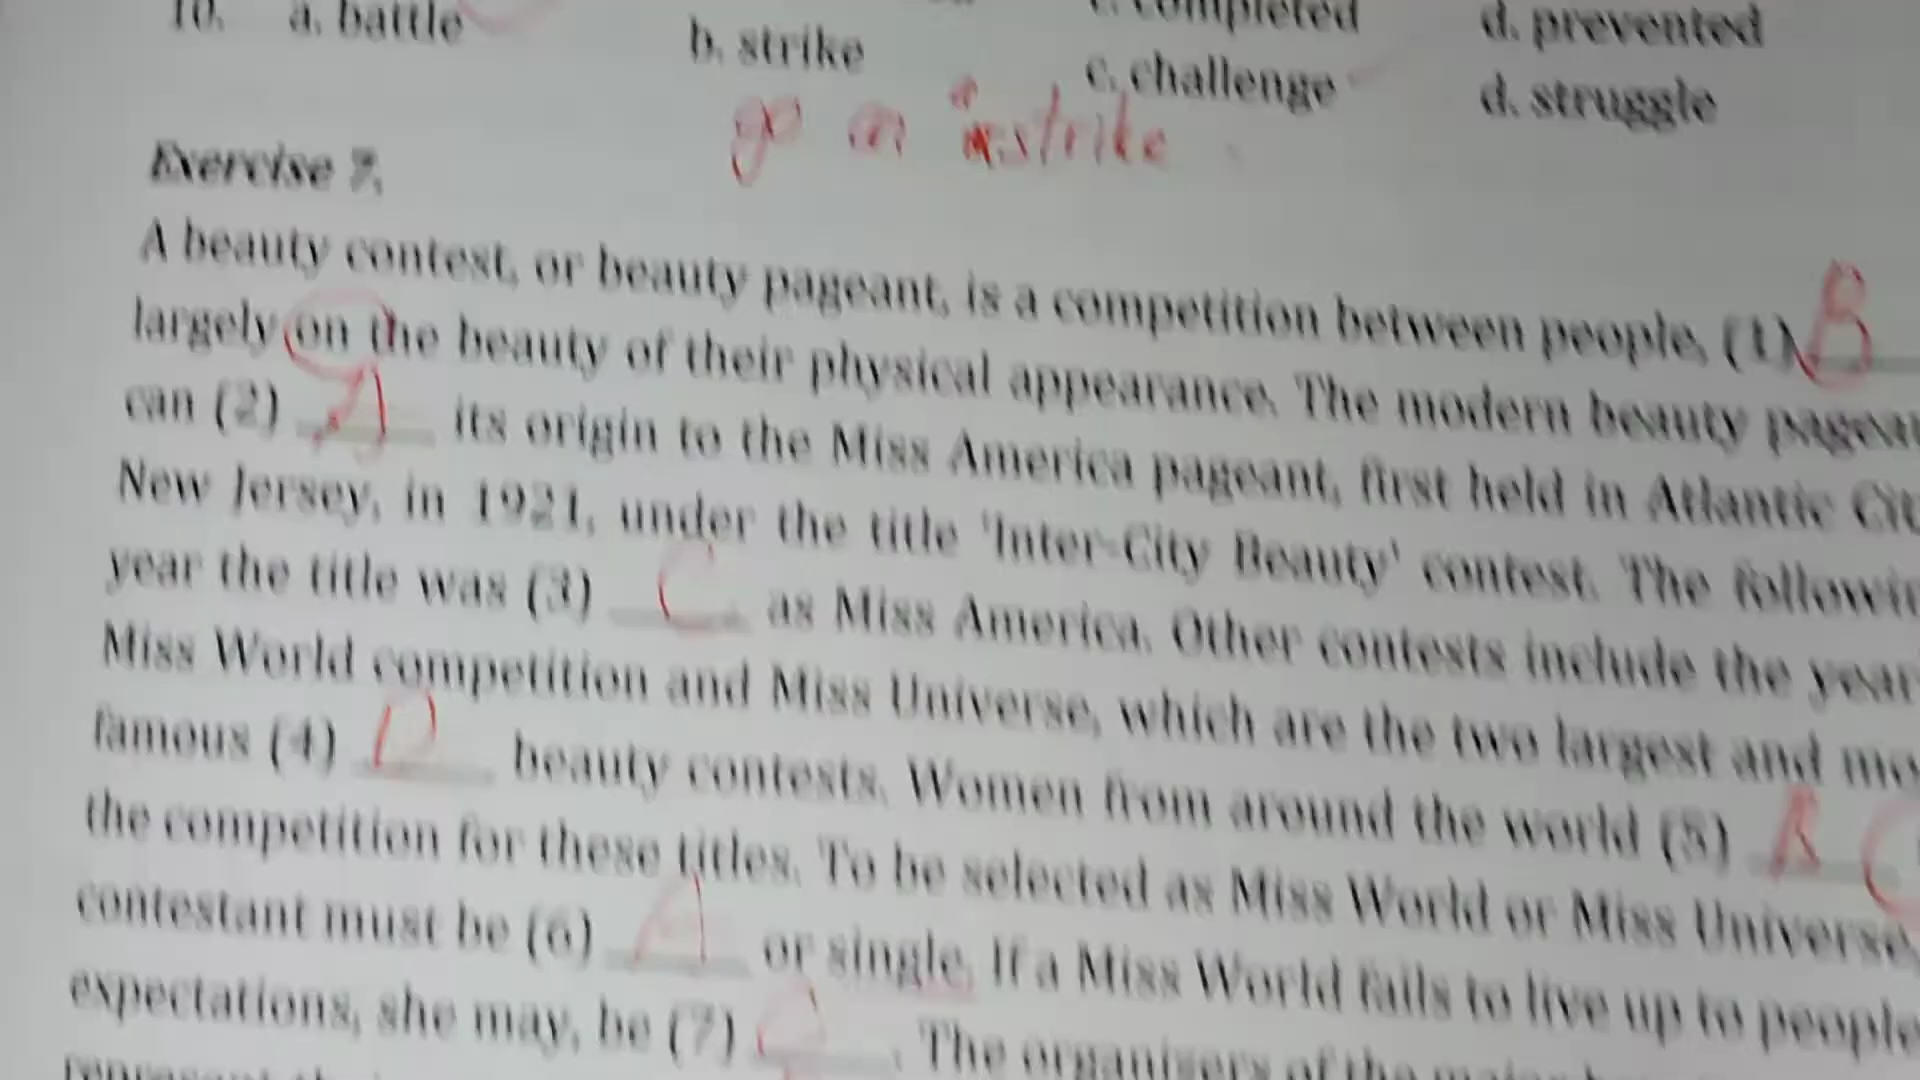 10. a. battle b. strike c. challenge d. struggle
c. completed d. prevented
go on strike
Exercise 7.
A beauty contest, or beauty pageant, is a competition between people, (1) B
largely on the beauty of their physical appearance. The modern beauty
can (2) A its origin to the Miss America pageant, first held in Atlantic
New Jersey, in 1921, under the title 'Inter-City Beauty' contest. The
year the title was (3) C as Miss America. Other contests include the
Miss World competition and Miss Universe, which are the two largest and
famous (4) D beauty contests. Women from around the world (5)
the competition for these titles. To be selected as Miss World or Miss Universe,
contestant must be (6) A or single. If a Miss World fails to live up to
expectations, she may, be (7) . The organisers of the